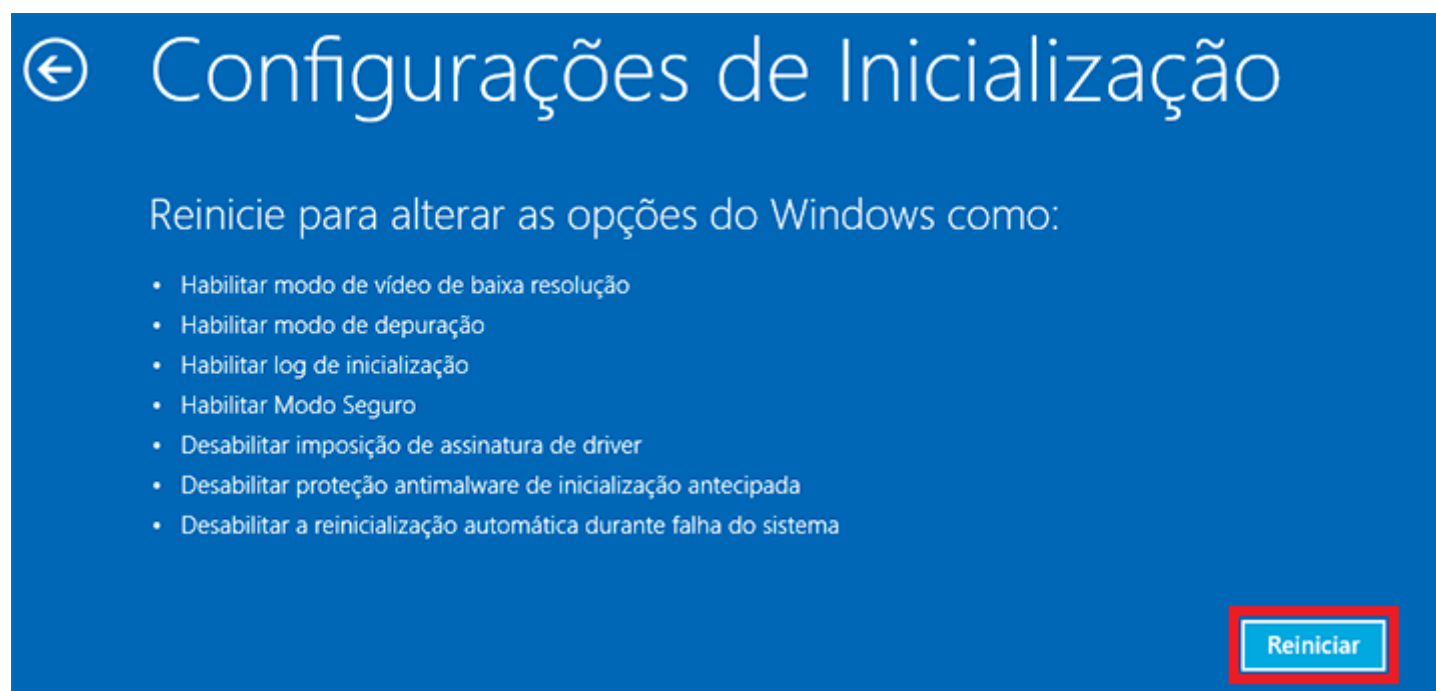 Configurações de Inicialização
Reinicie para alterar as opções do Windows como:
• Habilitar modo de vídeo de baixa resolução
• Habilitar modo de depuração
• Habilitar log de inicialização
• Habilitar Modo Seguro
• Desabilitar imposição de assinatura de driver
• Desabilitar proteção antimalware de inicialização antecipada
• Desabilitar a reinicialização automática durante falha do sistema
Reiniciar